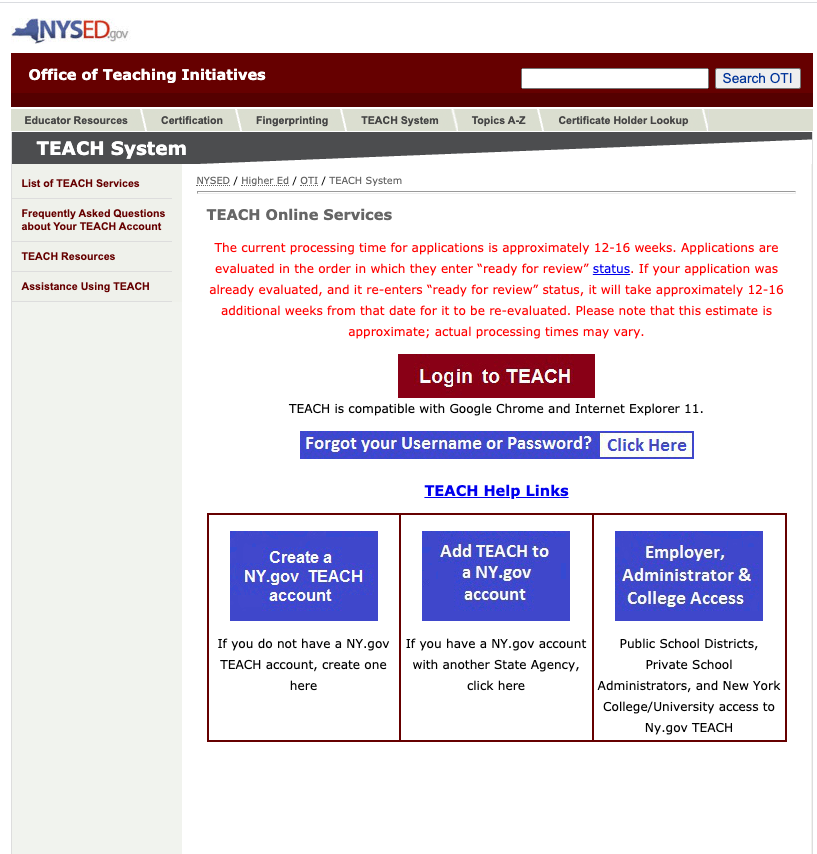 NYSED.gov
Office of Teaching Initiatives
Search OTI
Educator Resources Certification Fingerprinting TEACH System Topics A-Z Certificate Holder Lookup
TEACH System
List of TEACH Services
Frequently Asked Questions
about Your TEACH Account
TEACH Resources
Assistance Using TEACH
NYSED / Higher Ed / OTI / TEACH System
TEACH Online Services
The current processing time for applications is approximately 12-16 weeks. Applications are
evaluated in the order in which they enter “ready for review” status. If your application was
already evaluated, and it re-enters “ready for review” status, it will take approximately 12-16
additional weeks from that date for it to be re-evaluated. Please note that this estimate is
approximate; actual processing times may vary.
Login to TEACH
TEACH is compatible with Google Chrome and Internet Explorer 11.
Forgot your Username or Password? Click Here
TEACH Help Links
Create a
NY.gov TEACH
account
If you do not have a NY.gov
TEACH account, create one
here
Add TEACH to
a NY.gov
account
If you have a NY.gov account
with another State Agency,
click here
Employer,
Administrator &
College Access
Public School Districts,
Private School
Administrators, and New York
College/University access to
Ny.gov TEACH